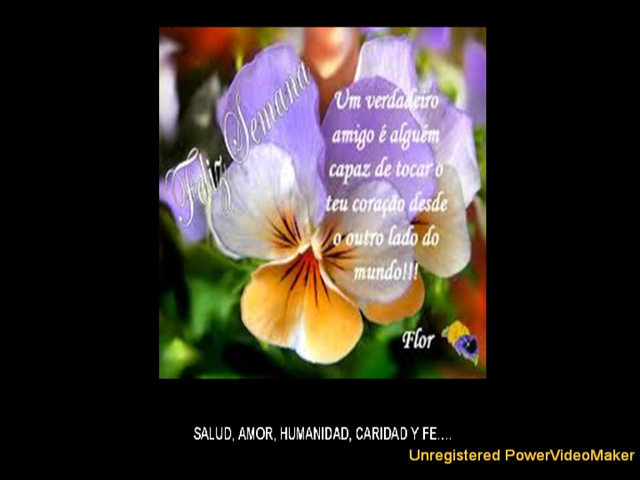 Feliz Semana
Um verdadeiro
amigo é alguém
capaz de tocar o
teu coração desde
o outro lado do
mundo!!!
Flor
SALUD, AMOR, HUMANIDAD, CARIDAD Y FE....
Unregistered PowerVideoMaker